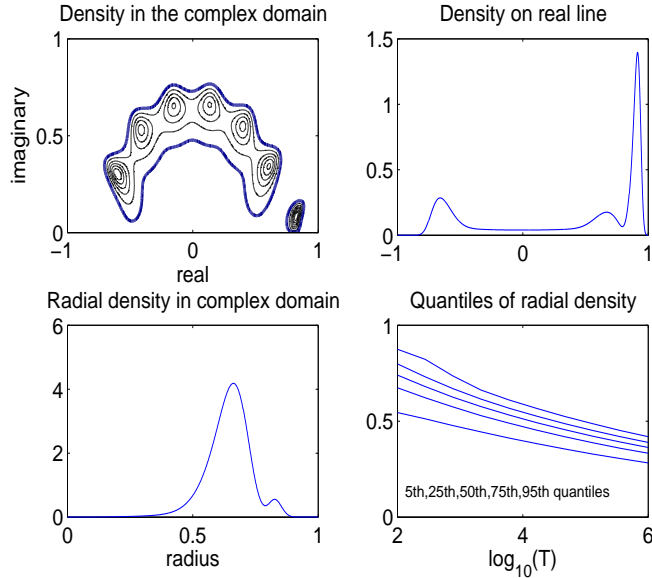 Density in the complex domain
1
0.5
0
imaginary
−1
0
1
real
Density on real line
1.5
1
0.5
0
−1
0
1
Radial density in complex domain
6
4
2
0
0
0.5
1
radius
Quantiles of radial density
1
0.5
0
5th,25th,50th,75th,95th quantiles
2
4
6
log10(T)